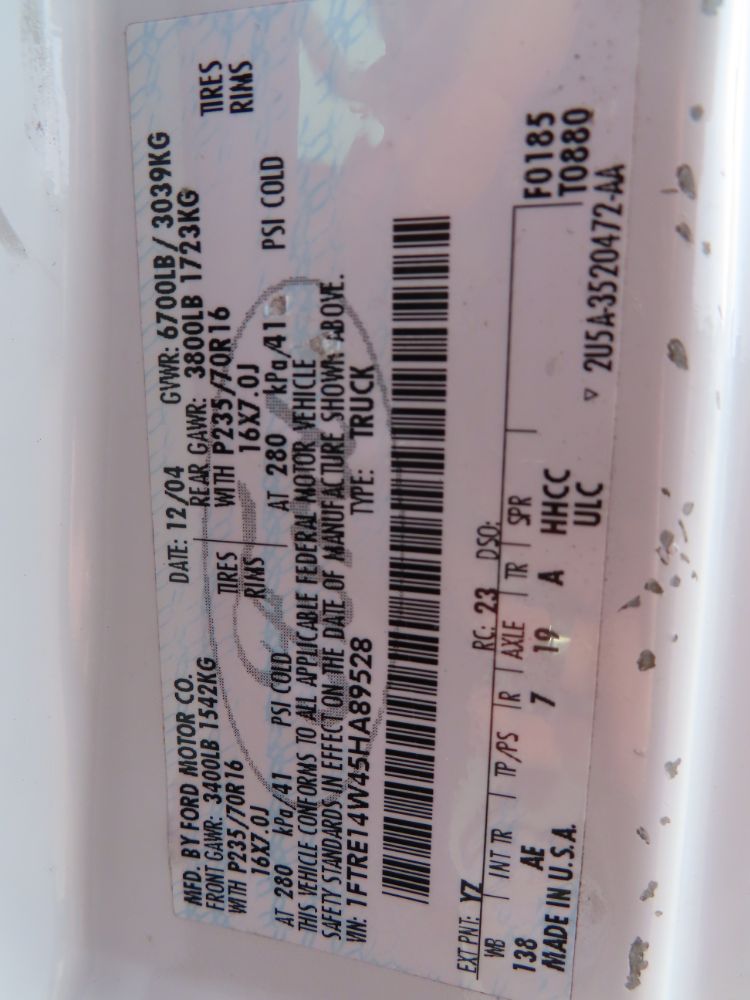 MFD. BY FORD MOTOR CO. DATE: 12/04 GVWR: 6700LB/ 3039KG
FRONT GAWR: 3400LB 1542KG REAR GAWR: 3800LB 1723KG
WITH P235/70R16 TIRES WITH P235/70R16 TIRES
16X7.0J RIMS 16X7.0J RIMS
AT 280 kPa/41 PSI COLD AT 280 kPa/41 PSI COLD
THIS VEHICLE CONFORMS TO ALL APPLICABLE FEDERAL MOTOR VEHICLE
SAFETY STANDARDS IN EFFECT ON THE DATE OF MANUFACTURE SHOWN ABOVE.
VIN: 1FTRE14W45HA89528 TYPE: TRUCK
EXT PNT: YZ RC: 23 DSO: F0185
WB INT TR TP/PS R AXLE TR SPR T0880
138 AE 7 19 A HHCC
MADE IN U.S.A. ULC ▽ 2U5A-3520472-AA